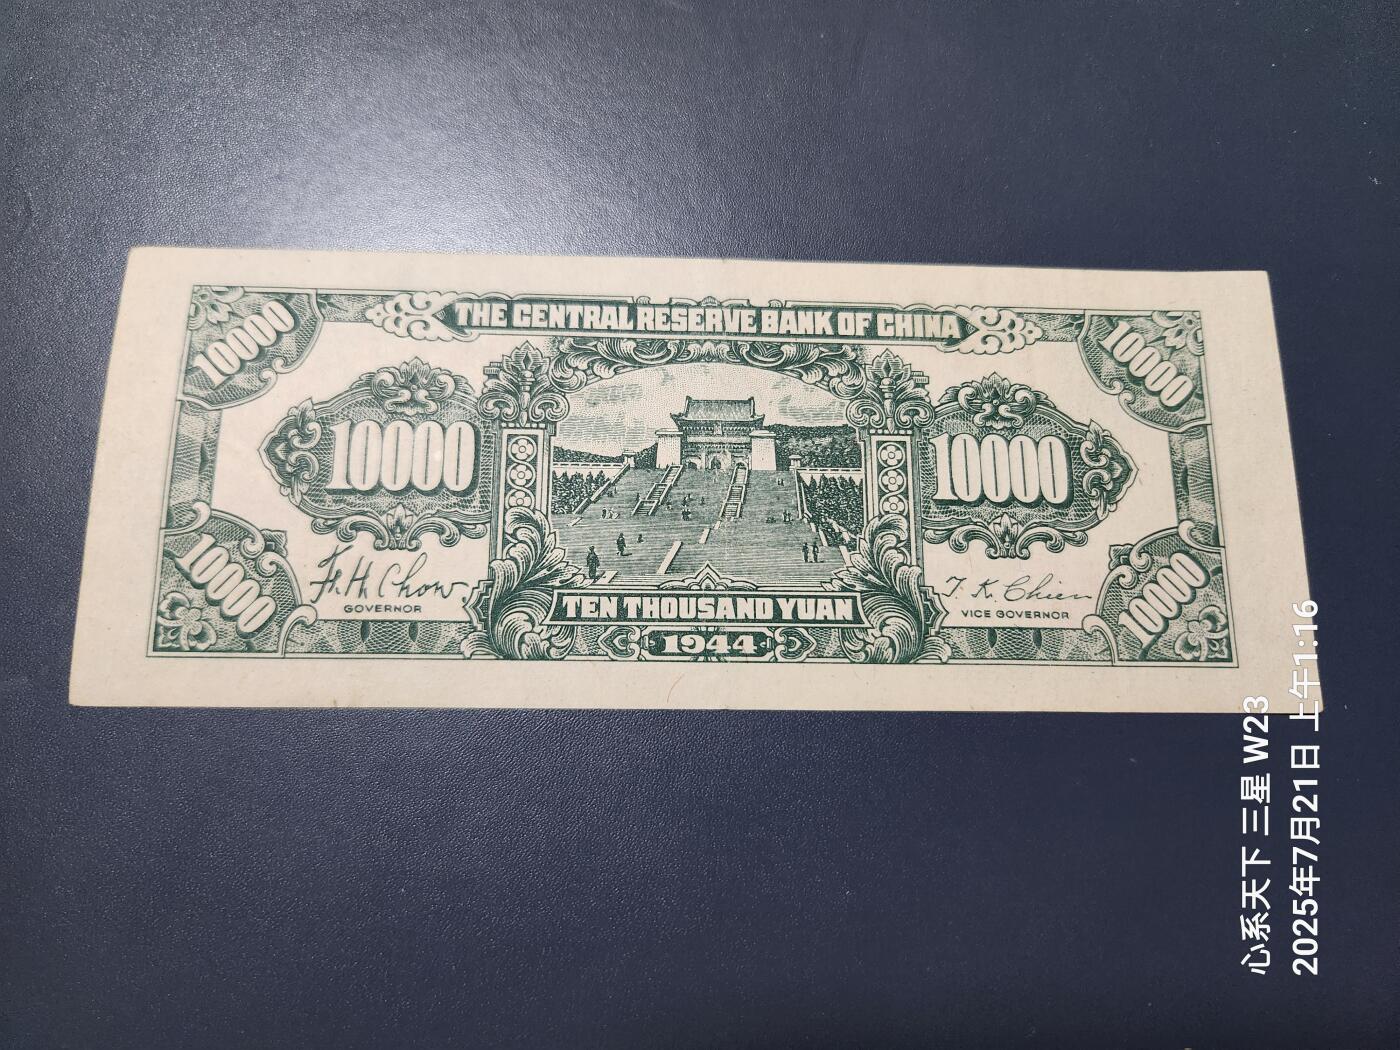 THE CENTRAL RESERVE BANK OF CHINA
10000
10000
10000
10000
Fr. H. Chow.
GOVERNOR
T. K. Chien
VICE GOVERNOR
10000
10000
TEN THOUSAND YUAN
1944
心系天下 三星 W23
2025年7月21日 上午1:16